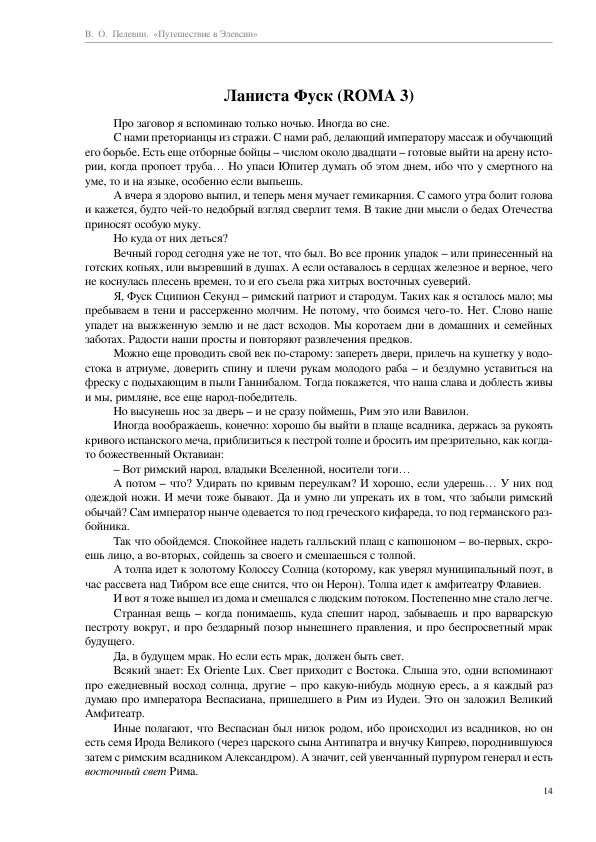 В. О. Пелевин. «Путешествие в Элевсин»
Ланиста Фуск (ROMA 3)
Про заговор я вспоминаю только ночью. Иногда во сне.
С нами преторианцы из стражи. С нами раб, делающий императору массаж и обучающий
его борьбе. Есть еще отборные бойцы – числом около двадцати – готовые выйти на арену исто-
рии, когда пропоет труба… Но упаси Юпитер думать об этом днем, ибо что у смертного на
уме, то и на языке, особенно если выпьешь.
А вчера я здорово выпил, и теперь меня мучает гемикарния. С самого утра болит голова
и кажется, будто чей-то недобрый взгляд сверлит темя. В такие дни мысли о бедах Отечества
приносят особую муку.
Но куда от них деться?
Вечный город сегодня уже не тот, что был. Во все проник упадок – или принесенный на
готских копьях, или вызревший в душах. А если оставалось в сердцах железное и верное, чего
не коснулась плесень времен, то и его съела ржа хитрых восточных суеверий.
Я, Фуск Сципион Секунд – римский патриот и стародум. Таких как я осталось мало; мы
пребываем в тени и рассерженно молчим. Не потому, что боимся чего-то. Нет. Слово наше
упадет на выжженную землю и не даст всходов. Мы коротаем дни в домашних и семейных
заботах. Радости наши просты и повторяют развлечения предков.
Можно еще проводить свой век по-старому: запереть двери, прилечь на кушетку у водо-
стока в атриуме, доверить спину и плечи рукам молодого раба – и бездумно уставиться на
фреску с подыхающим в пыли Ганнибалом. Тогда покажется, что наша слава и доблесть живы
и мы, римляне, все еще народ-победитель.
Но высунешь нос за дверь – и не сразу поймешь, Рим это или Вавилон.
Иногда воображаешь, конечно: хорошо бы выйти в плаще всадника, держась за рукоять
кривого испанского меча, приблизиться к пестрой толпе и бросить им презрительно, как когда-
то божественный Октавиан:
– Вот римский народ, владыки Вселенной, носители тоги…
А потом – что? Удирать по кривым переулкам? И хорошо, если удерешь… У них под
одеждой ножи. И мечи тоже бывают. Да и умно ли упрекать их в том, что забыли римский
обычай? Сам император нынче одевается то под греческого кифареда, то под германского раз-
бойника.
Так что обойдемся. Спокойнее надеть галльский плащ с капюшоном – во-первых, скро-
ешь лицо, а во-вторых, сойдешь за своего и смешаешься с толпой.
А толпа идет к золотому Колоссу Солнца (которому, как уверял муниципальный поэт, в
час рассвета над Тибром все еще снится, что он Нерон). Толпа идет к амфитеатру Флавиев.
И вот я тоже вышел из дома и смешался с людским потоком. Постепенно мне стало легче.
Странная вещь – когда понимаешь, куда спешит народ, забываешь и про варварскую
пестроту вокруг, и про бездарный позор нынешнего правления, и про беспросветный мрак
будущего.
Да, в будущем мрак. Но если есть мрак, должен быть свет.
Всякий знает: Ex Oriente Lux. Свет приходит с Востока. Слыша это, одни вспоминают
про ежедневный восход солнца, другие – про какую-нибудь модную ересь, а я каждый раз
думаю про императора Веспасиана, пришедшего в Рим из Иудеи. Это он заложил Великий
Амфитеатр.
Иные полагают, что Веспасиан был низок родом, ибо происходил из всадников, но он
есть семя Ирода Великого (через царского сына Антипатра и внучку Кипрею, породнившуюся
затем с римским всадником Александром). А значит, сей увенчанный пурпуром генерал и есть
восточный свет Рима.
14